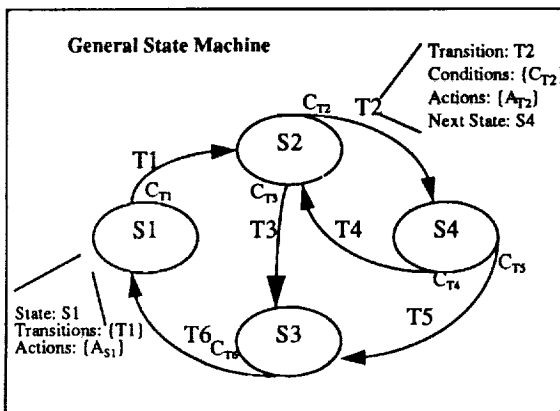 General State Machine
Transition: T2
Conditions: {C_T2}
Actions: {A_T2}
Next State: S4
C_T2
T2
S2
T1
C_T1
C_T3
S1
T3
T4
S4
C_T4
C_T5
State: S1
Transitions: {T1}
Actions: {A_S1}
T6
C_T6
S3
T5